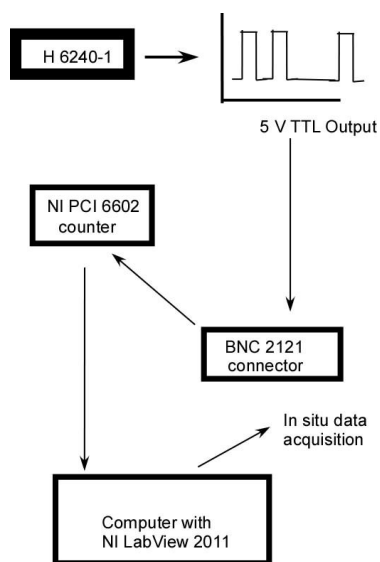 H 6240-1
5 V TTL Output
NI PCI 6602
counter
BNC 2121
connector
In situ data
acquisition
Computer with
NI LabView 2011